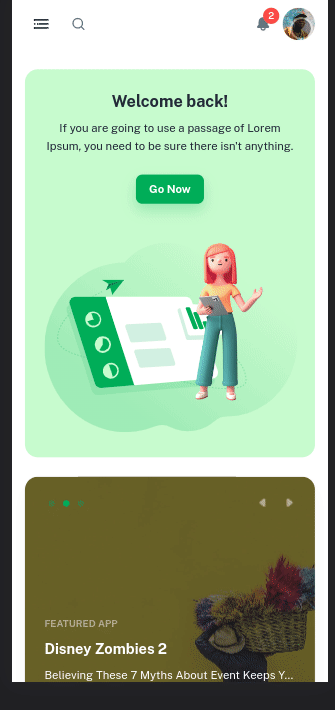 2
Welcome back!
If you are going to use a passage of Lorem
Ipsum, you need to be sure there isn't anything.
Go Now
FEATURED APP
Disney Zombies 2
Believing These 7 Myths About Event Keeps Y...